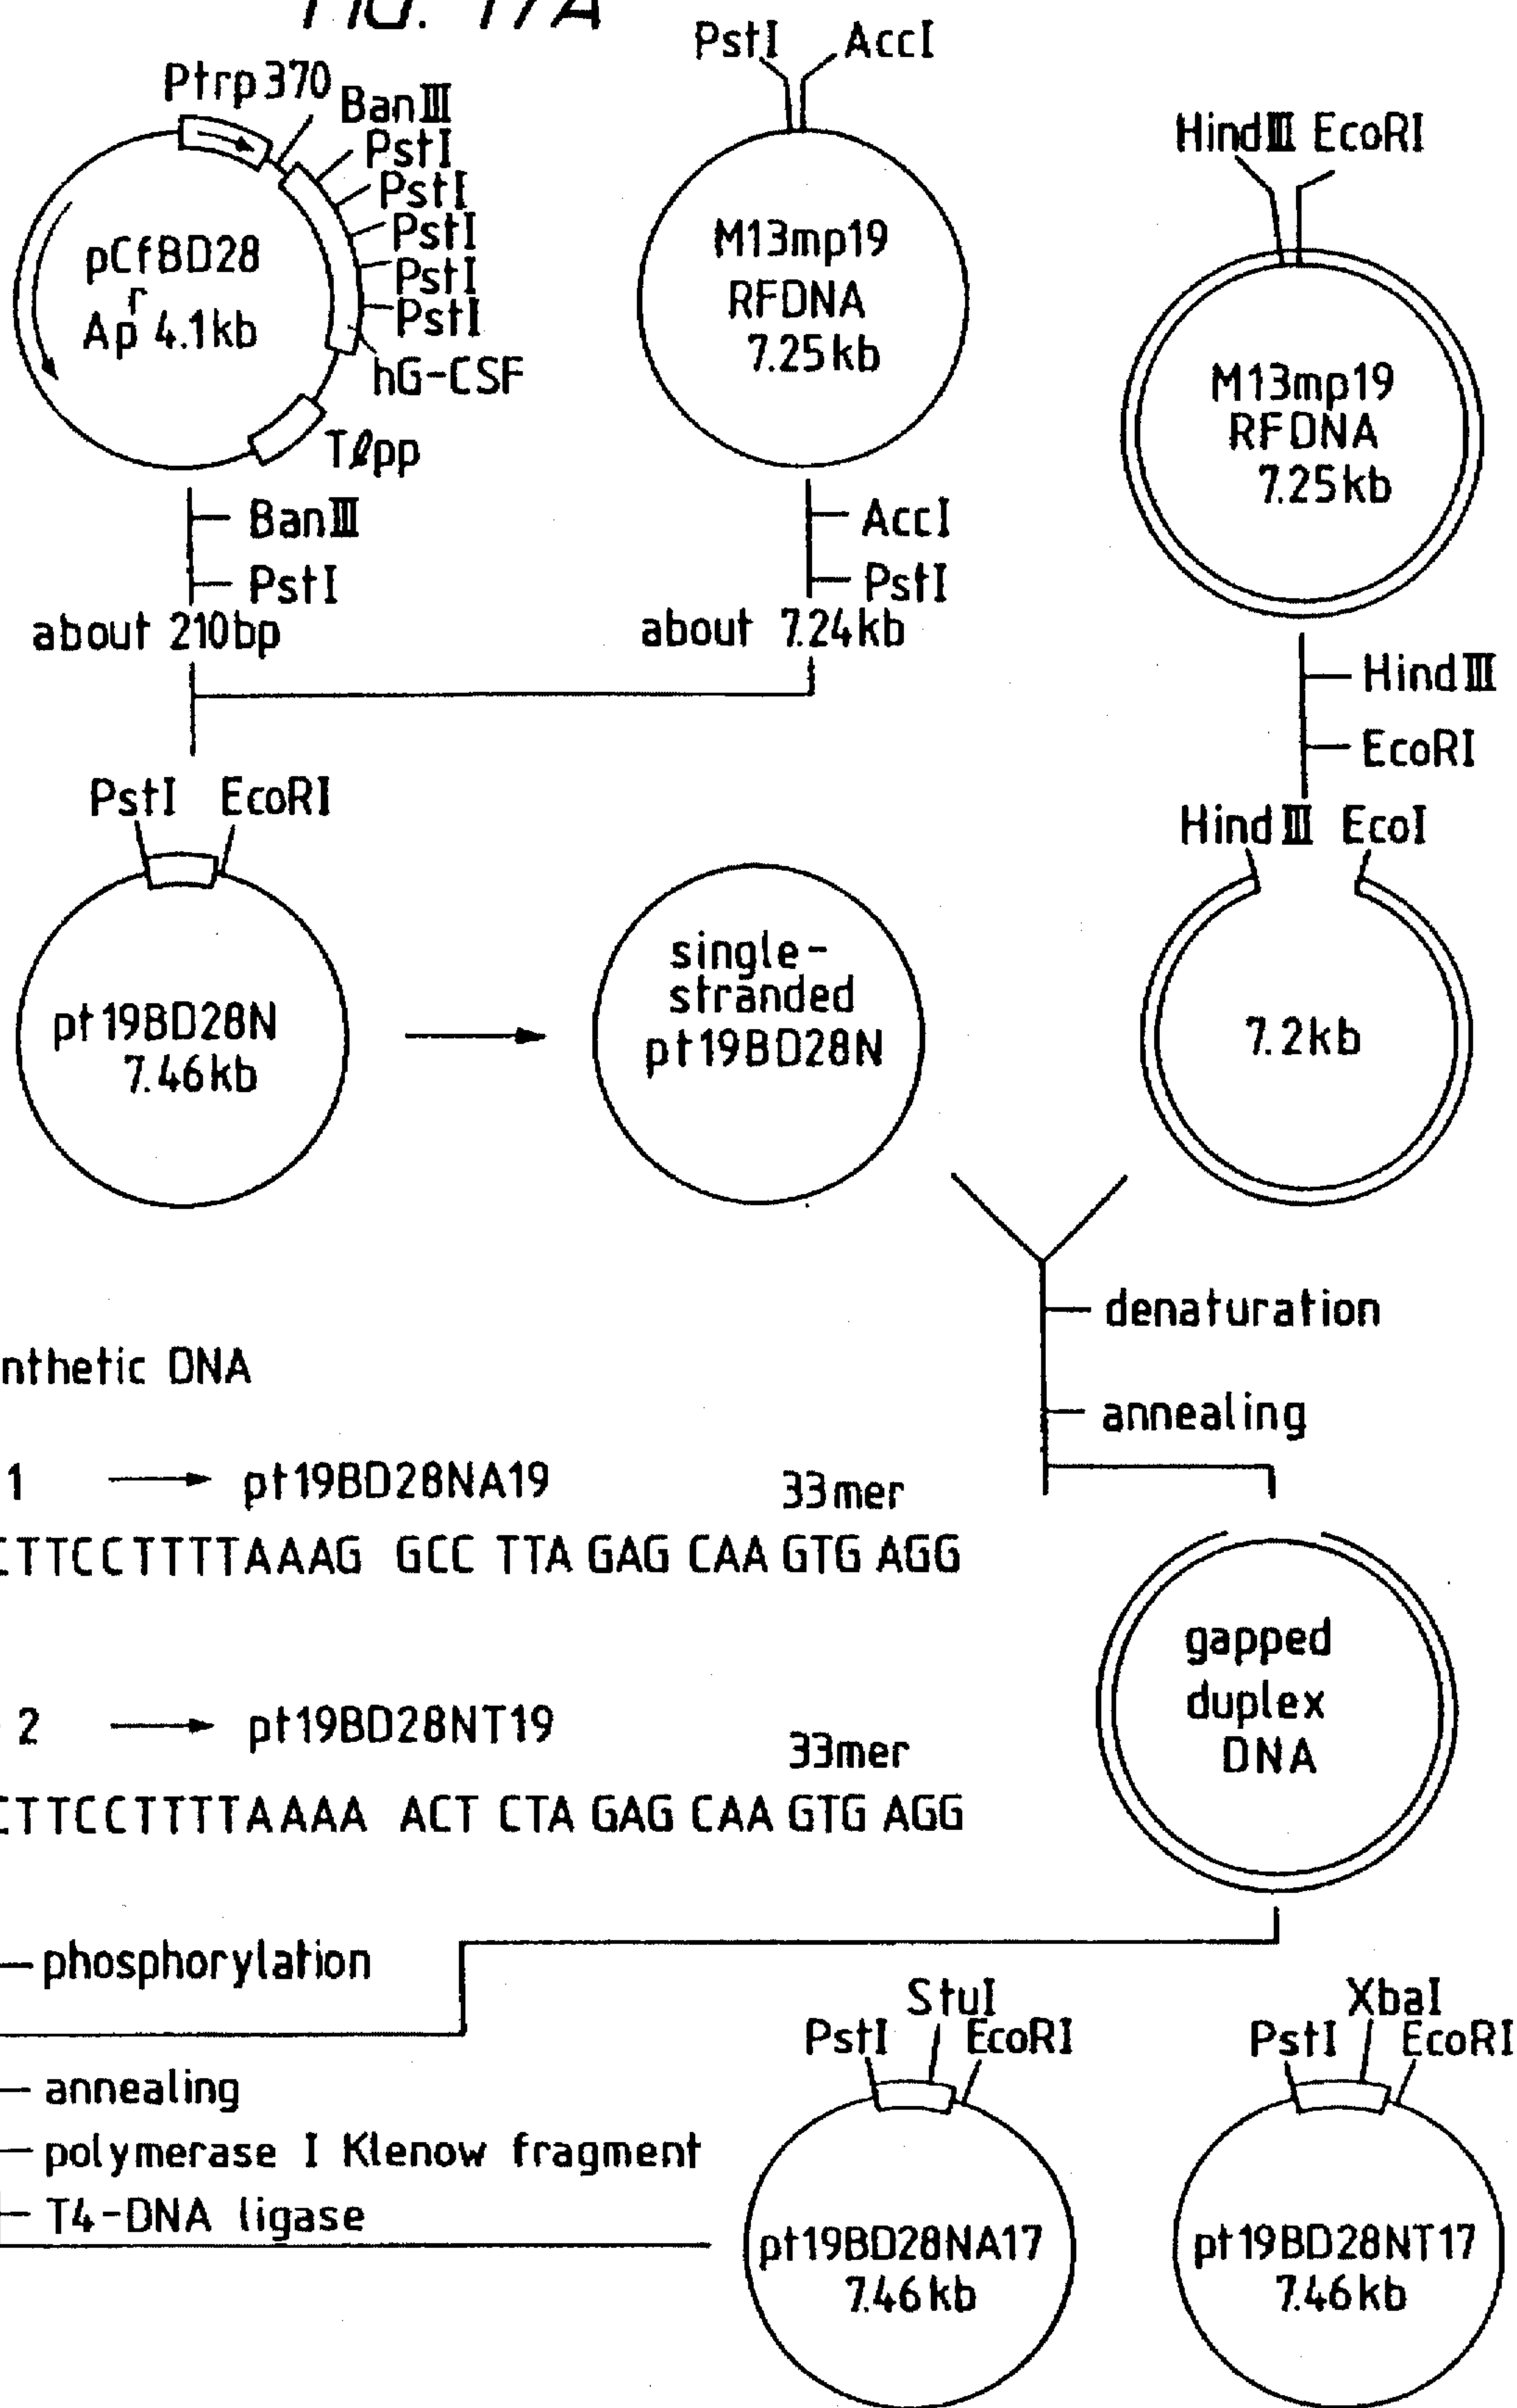 FIG. 17A
Ptrp370
BanIII
PstI
PstI
PstI
PstI
PstI
hG-CSF
Tℓpp
pCfBD28
Apʳ 4.1kb
BanIII
PstI
about 210bp
PstI AccI
M13mp19
RFDNA
7.25kb
AccI
PstI
about 7.24kb
HindIII EcoRI
M13mp19
RFDNA
7.25kb
HindIII
EcoRI
PstI EcoRI
pt19BD28N
7.46kb
single-
stranded
pt19BD28N
HindIII EcoI
7.2kb
denaturation
annealing
nthetic DNA
1 → pt19BD28NA19
33mer
CTTCCTTTTAAAG GCC TTA GAG CAA GTG AGG
2 → pt19BD28NT19
33mer
CTTCCTTTTAAAA ACT CTA GAG CAA GTG AGG
gapped
duplex
DNA
phosphorylation
annealing
polymerase I Klenow fragment
T4-DNA ligase
StuI
PstI EcoRI
pt19BD28NA17
7.46kb
XbaI
PstI EcoRI
pt19BD28NT17
7.46kb